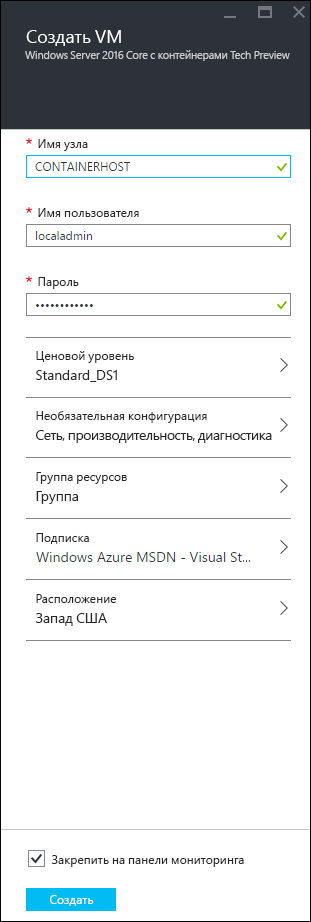 Создать VM
Windows Server 2016 Core с контейнерами Tech Preview
* Имя узла
CONTAINERHOST
* Имя пользователя
localadmin
* Пароль
••••••••••••
Ценовой уровень
Standard_DS1
Необязательная конфигурация
Сеть, производительность, диагностика
Группа ресурсов
Группа
Подписка
Windows Azure MSDN - Visual St...
Расположение
Запад США
Закрепить на панели мониторинга
Создать